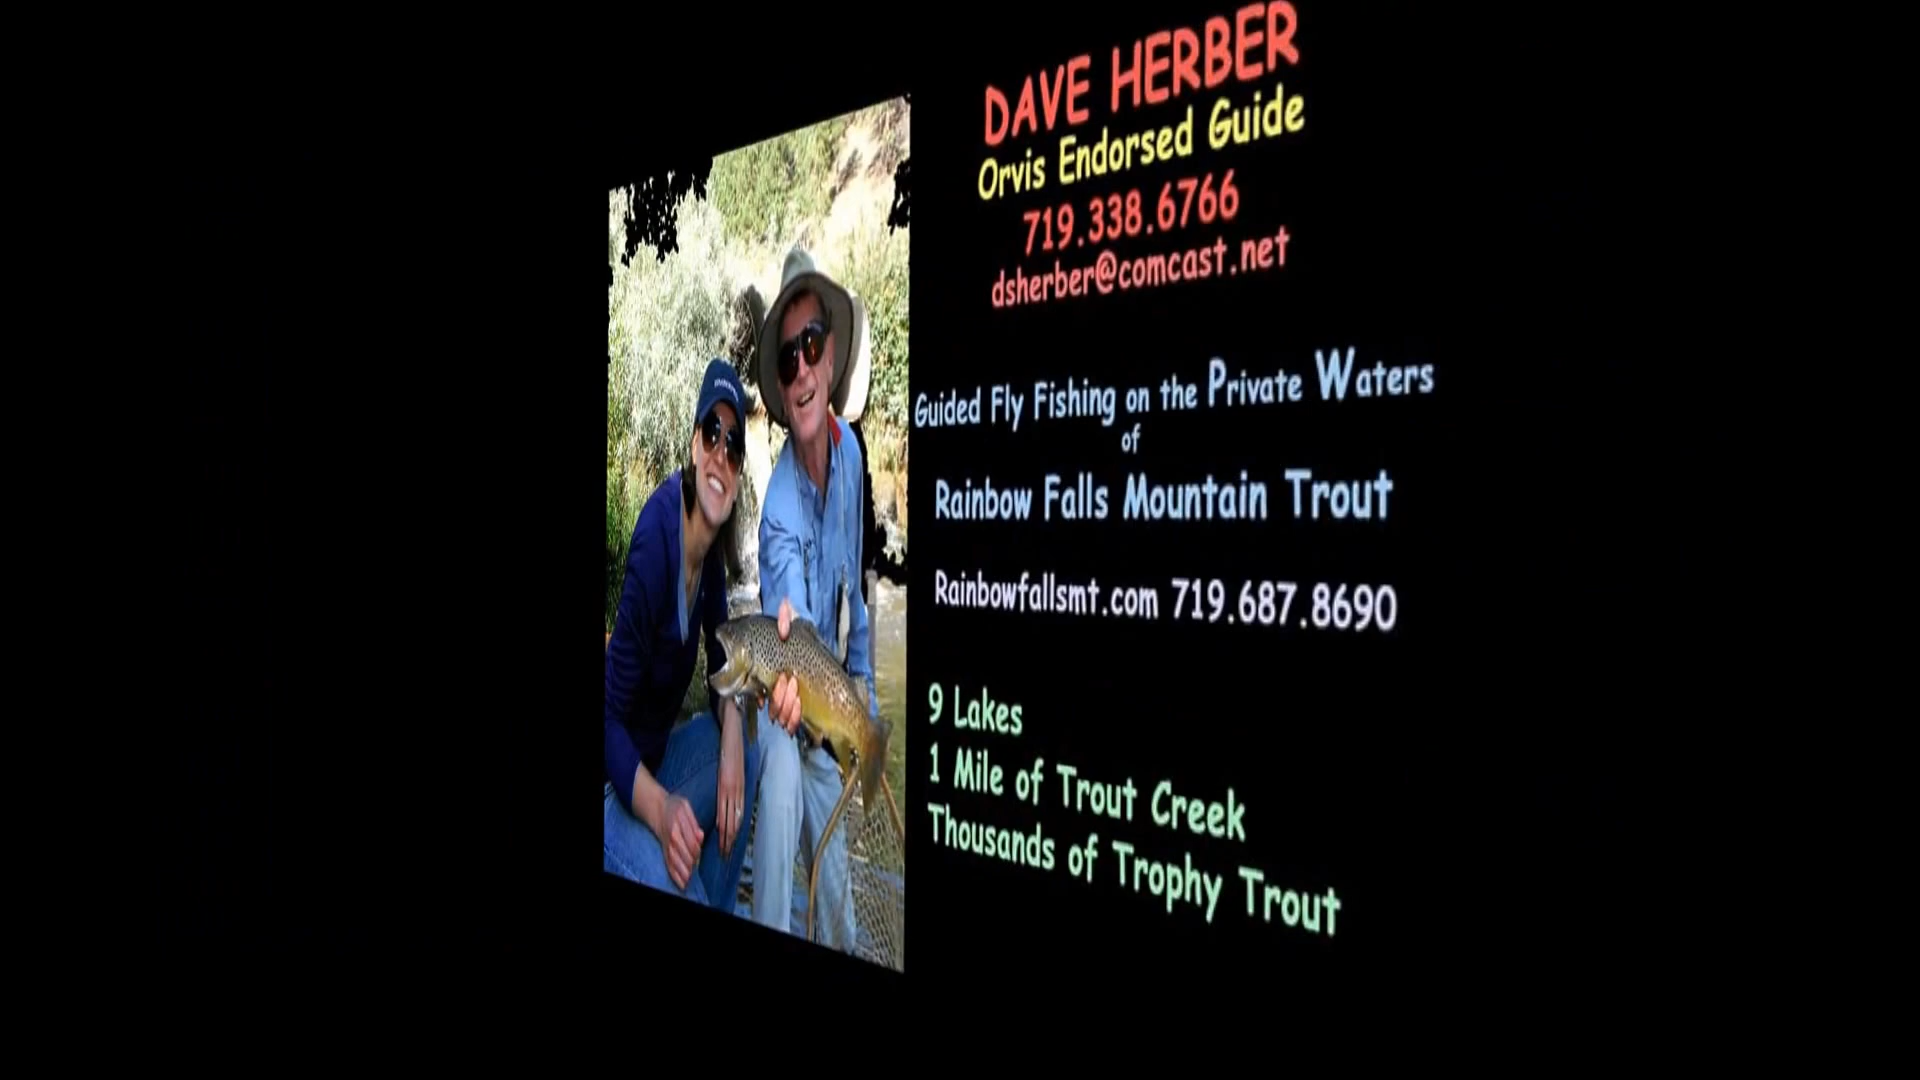 DAVE HERBER
Orvis Endorsed Guide
719.338.6766
dsherber@comcast.net
Guided Fly Fishing on the Private Waters
of
Rainbow Falls Mountain Trout
Rainbowfallsmt.com 719.687.8690
9 Lakes
1 Mile of Trout Creek
Thousands of Trophy Trout